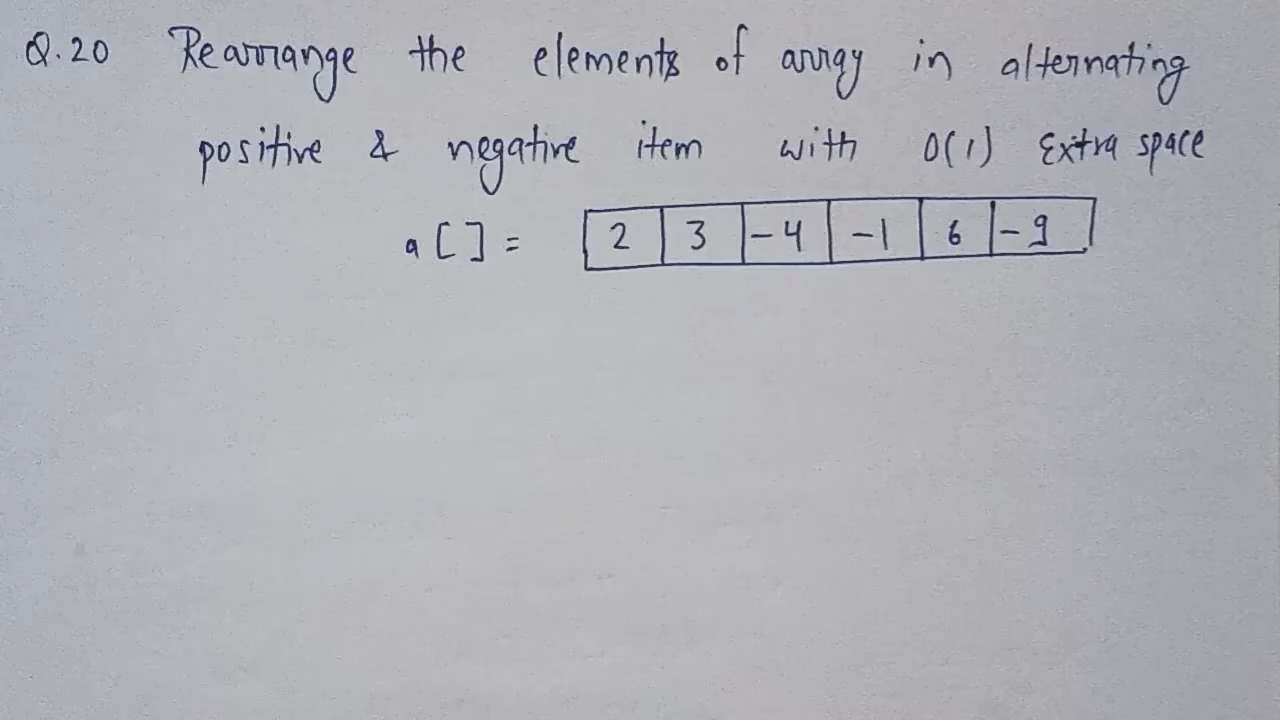 Q.20 Rearrange the elements of array in alternating
positive & negative item with O(1) Extra space
a[] = 2 3 -4 -1 6 -9